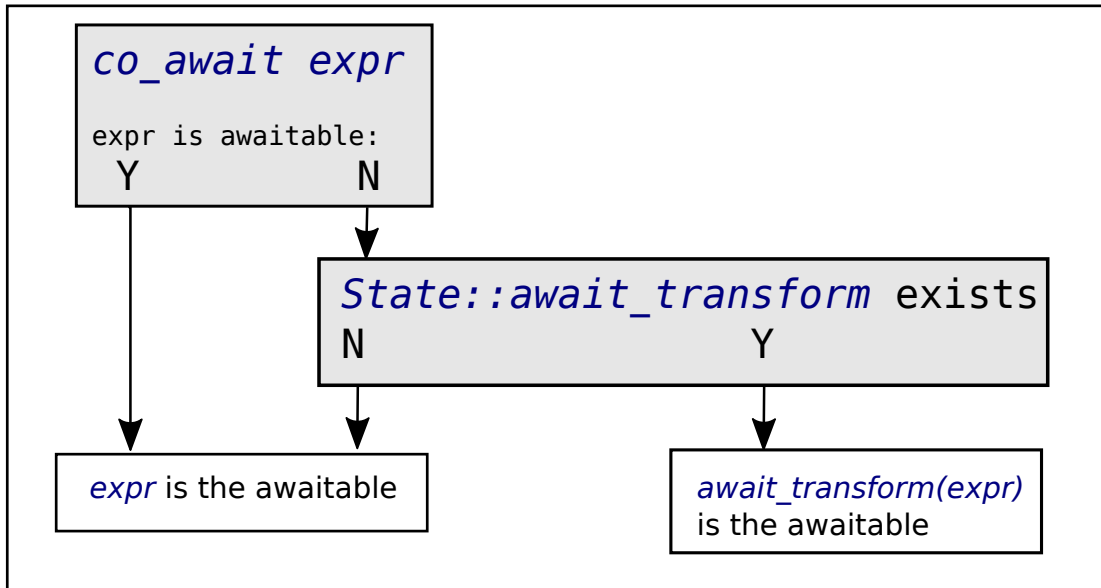 co_await expr
expr is awaitable:
Y N
State::await_transform exists
N Y
expr is the awaitable
await_transform(expr)
is the awaitable